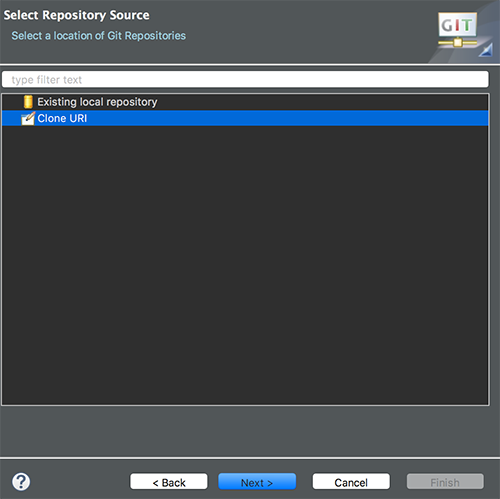 Select Repository Source
Select a location of Git Repositories
GIT
type filter text
Existing local repository
Clone URI
?
< Back
Next >
Cancel
Finish